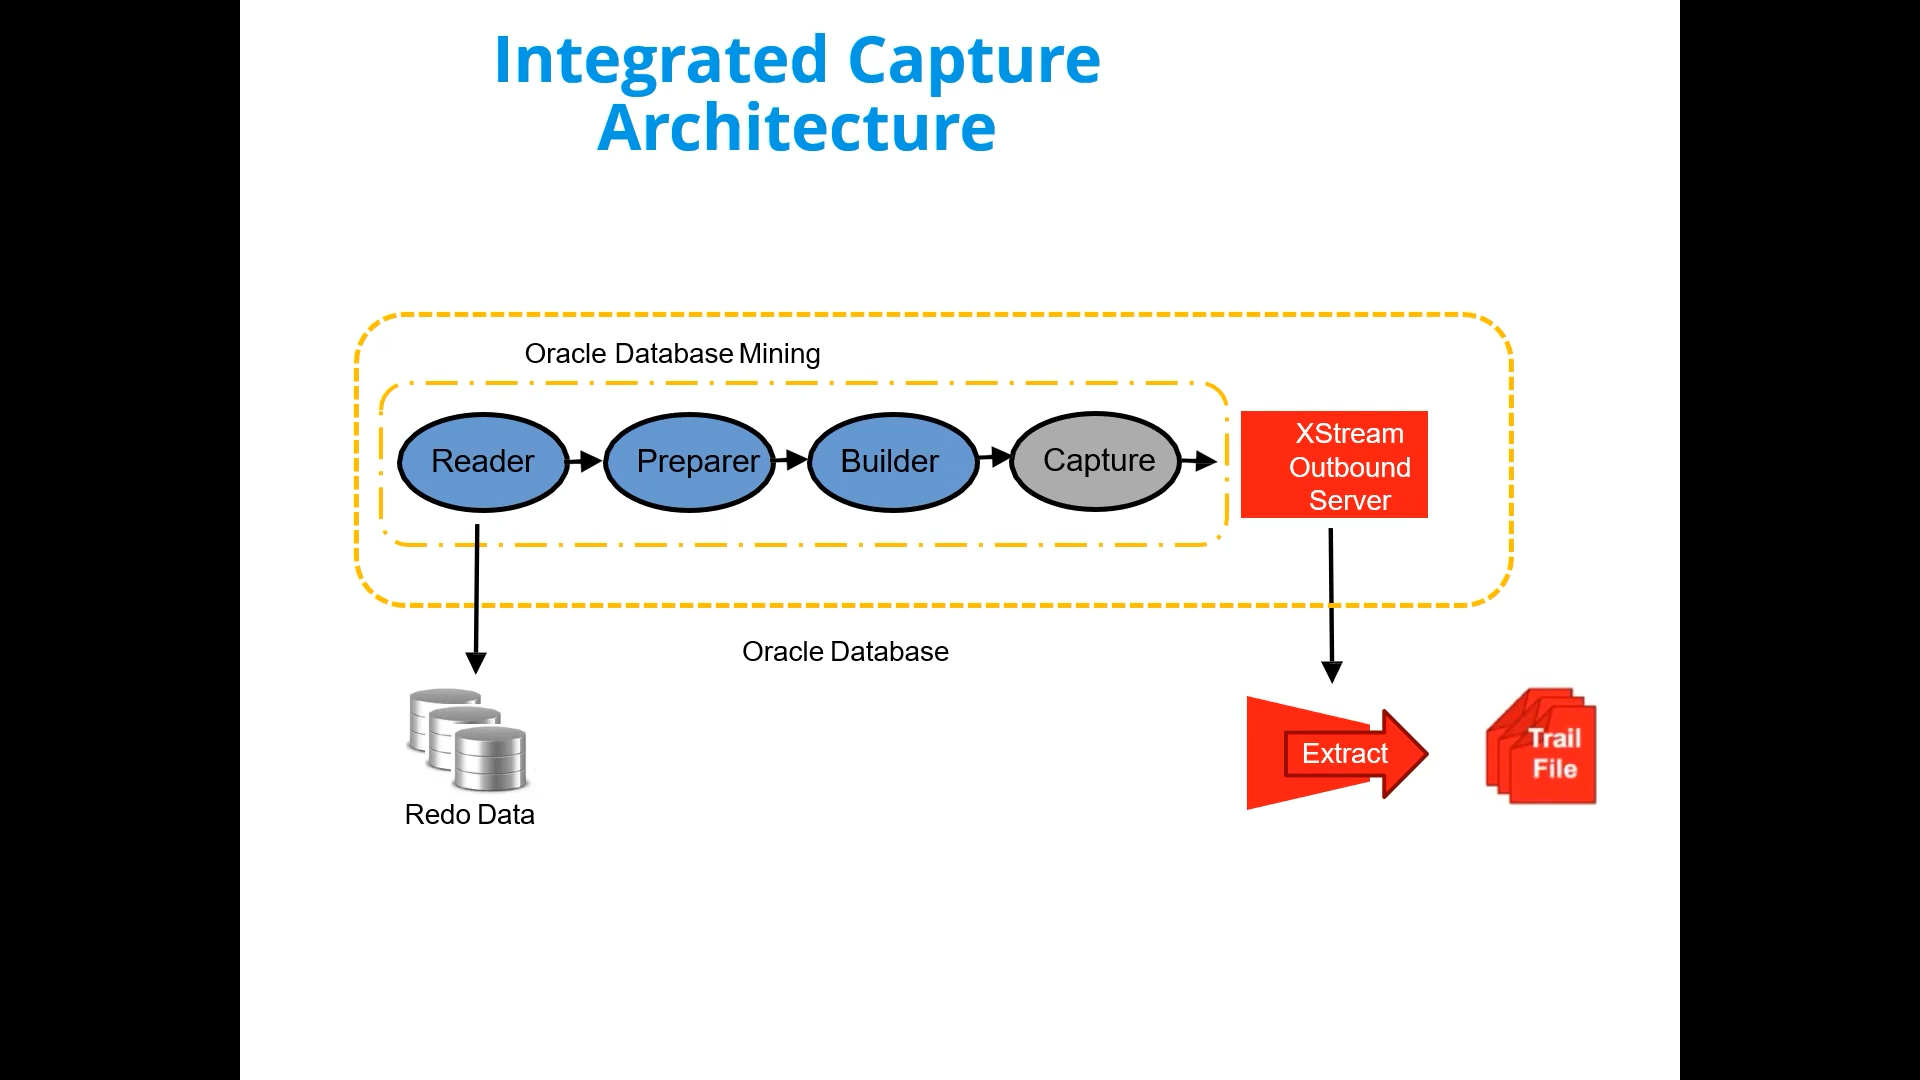 Integrated Capture
Architecture
Oracle Database Mining
Reader
Preparer
Builder
Capture
XStream
Outbound
Server
Oracle Database
Redo Data
Extract
Trail
File